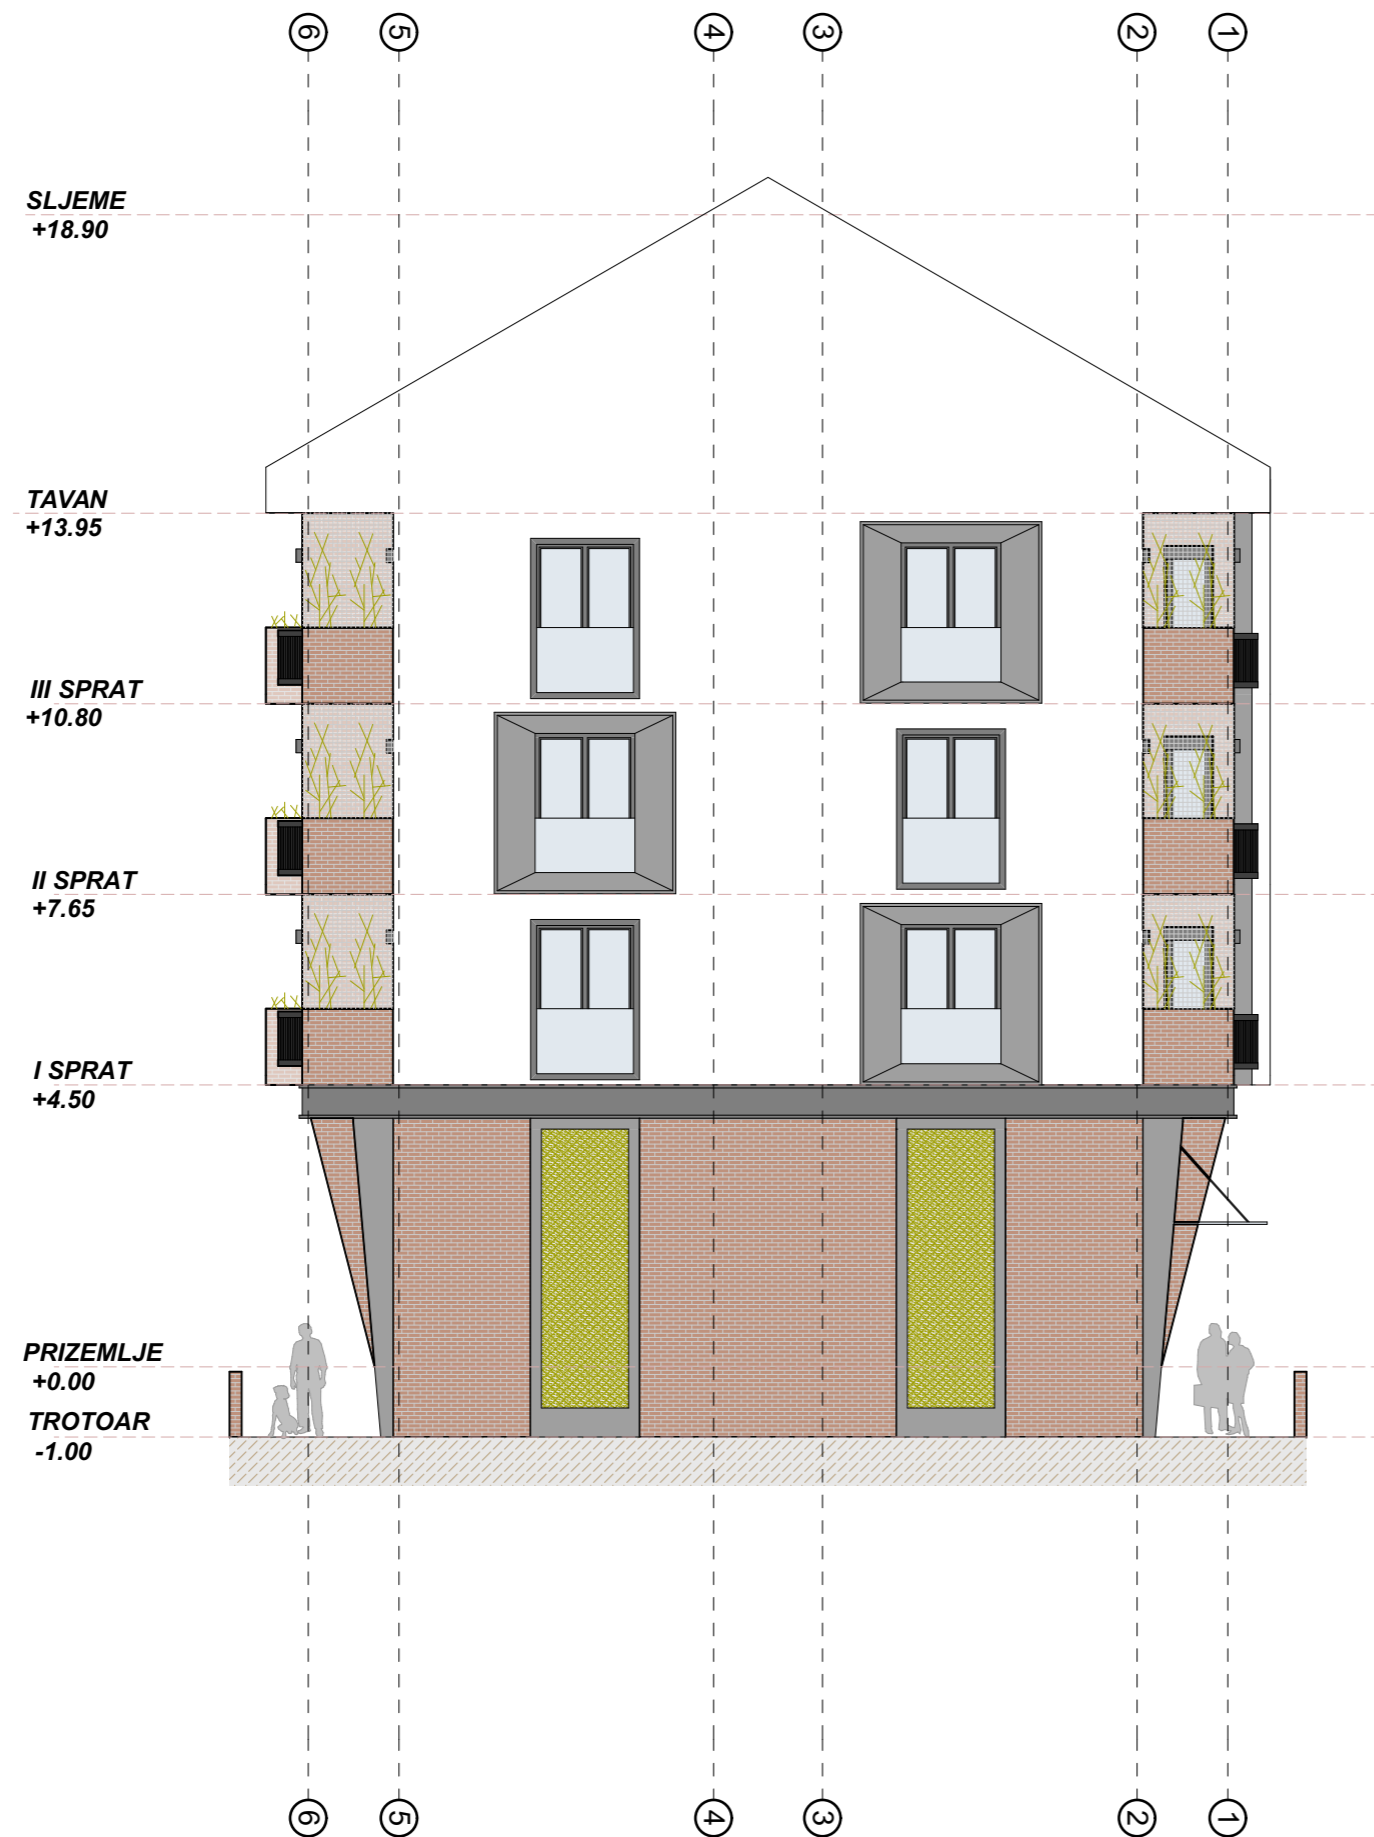 6 5 4 3 2 1
SLJEME
+18.90
TAVAN
+13.95
III SPRAT
+10.80
II SPRAT
+7.65
I SPRAT
+4.50
PRIZEMLJE
+0.00
TROTOAR
-1.00
6 5 4 3 2 1